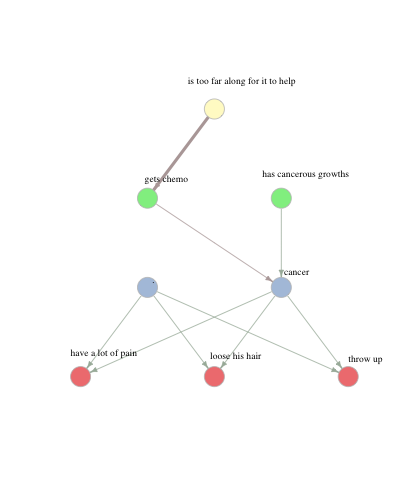 is too far along for it to help
gets chemo
has cancerous growths
cancer
have a lot of pain
loose his hair
throw up